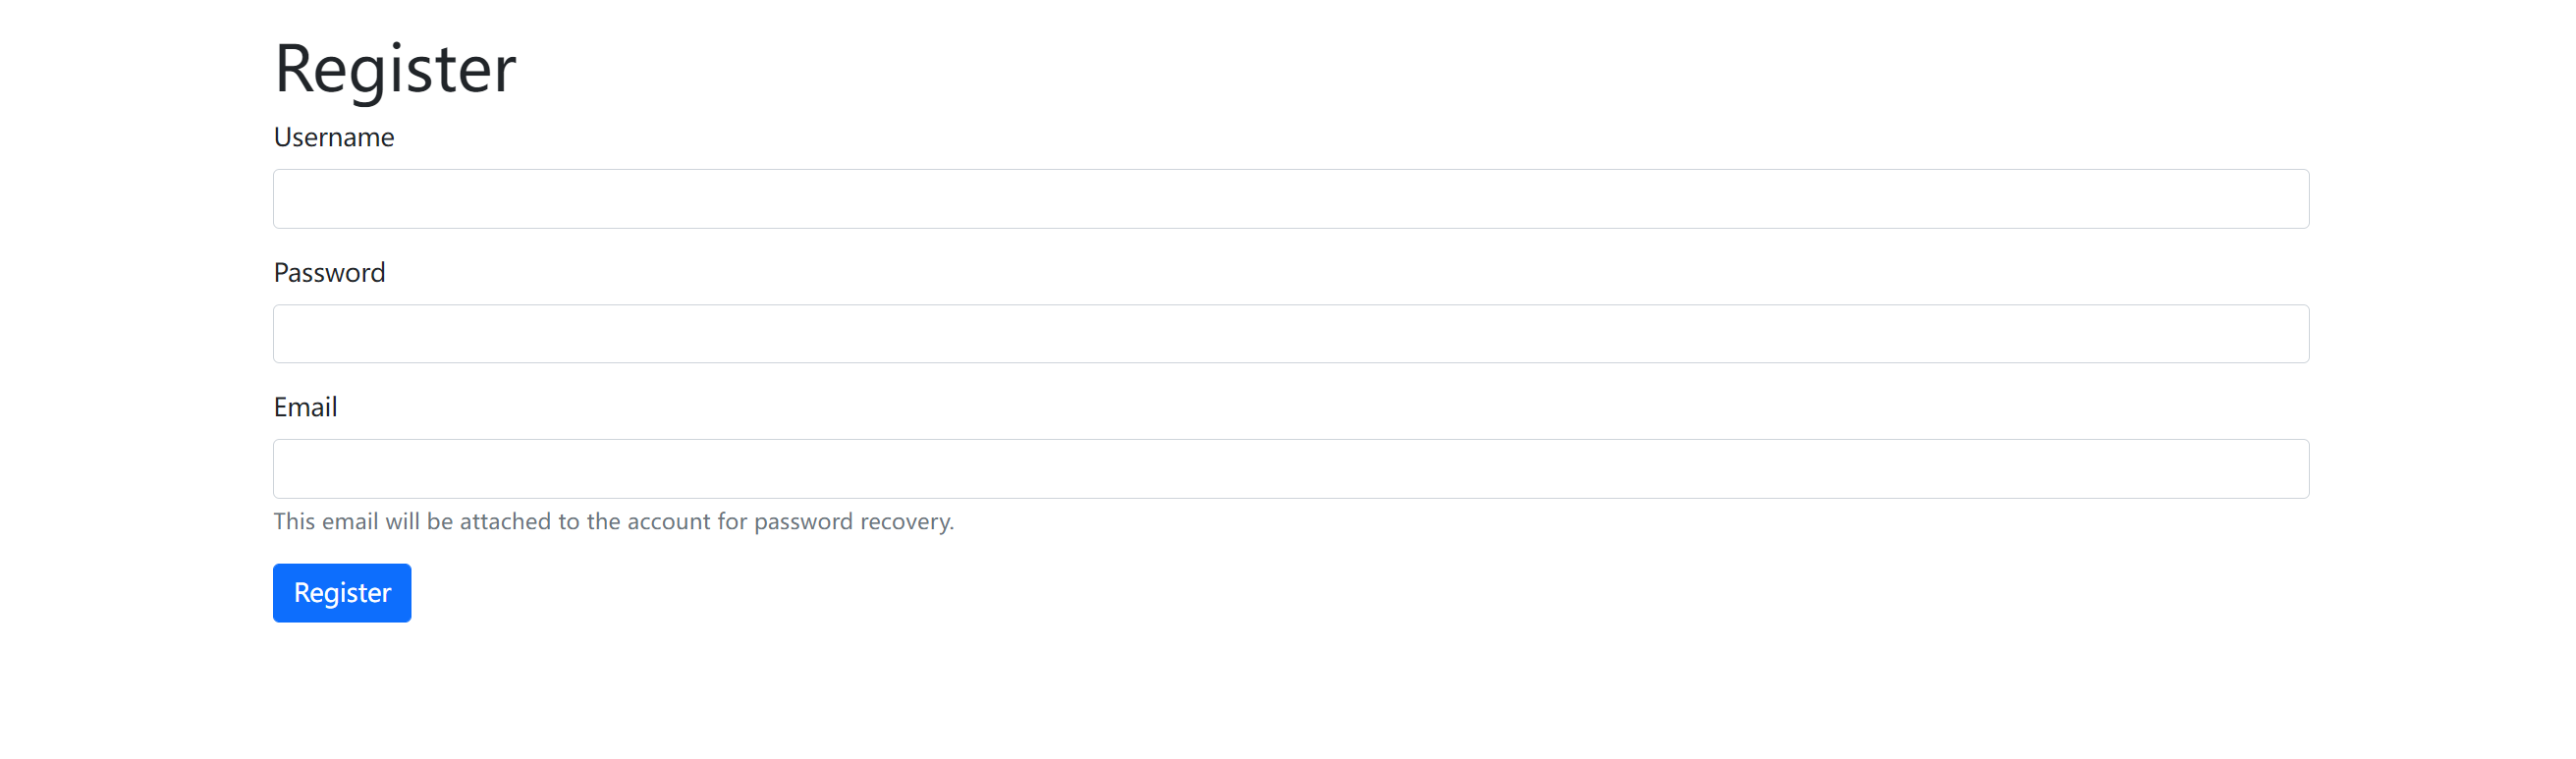 Register
Username
Password
Email
This email will be attached to the account for password recovery.
Register